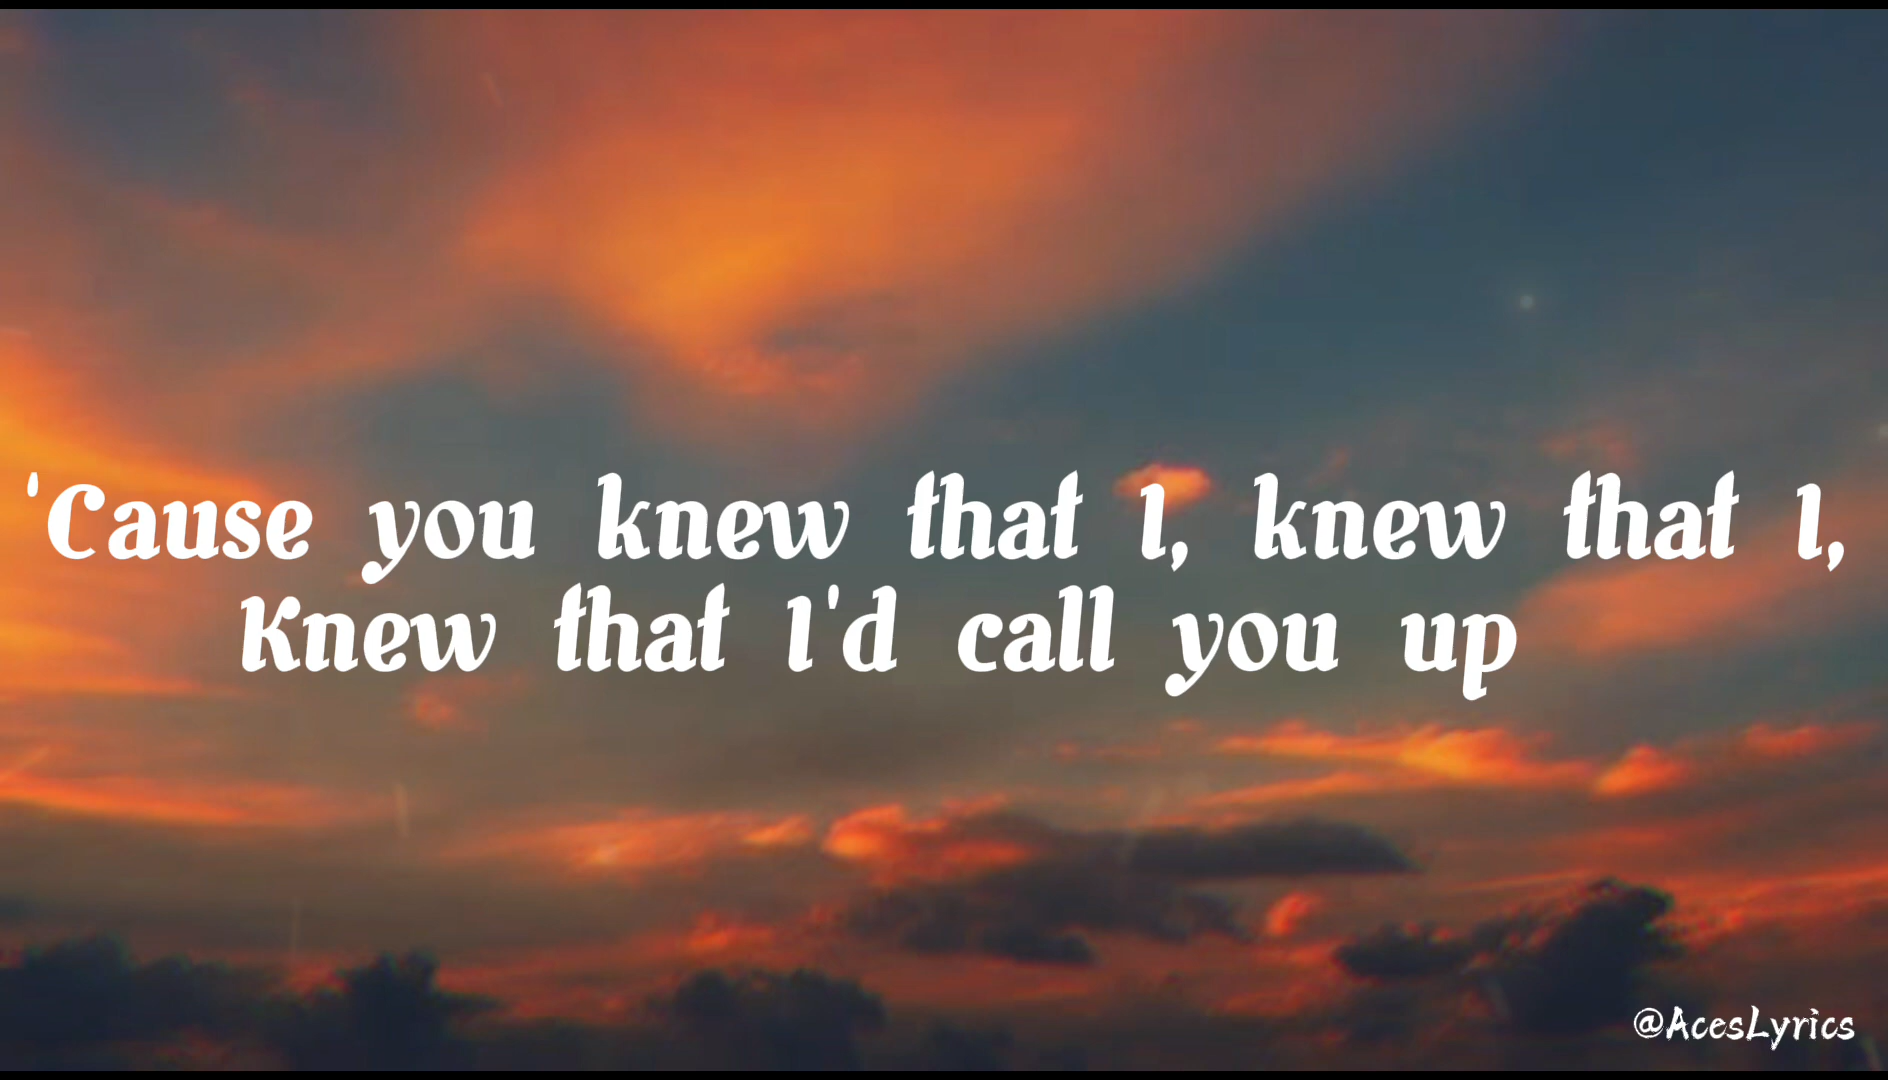 'Cause you knew that I, knew that I,
Knew that I'd call you up
@AcesLyrics